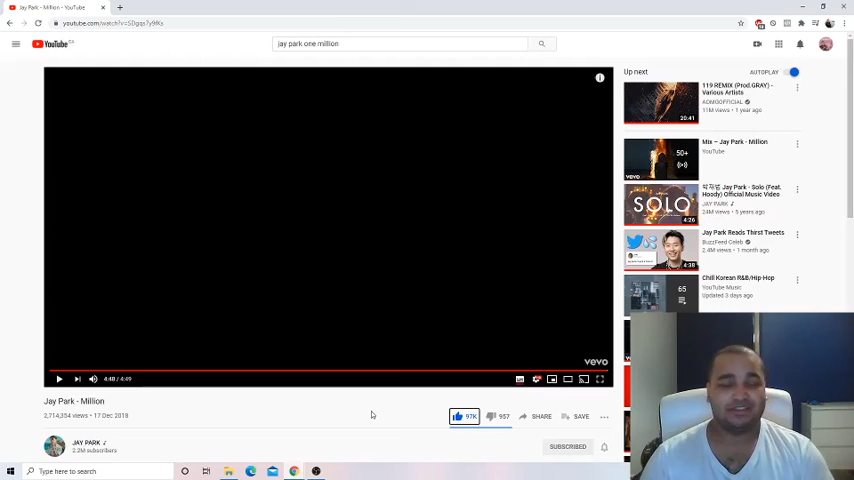 Jay Park - Million - YouTube
youtube.com/watch?v=SDgqs7y9fKs
YouTube CA
jay park one million
Up next
AUTOPLAY
119 REMIX (Prod.GRAY) -
Various Artists
AOMGOFFICIAL
11M views • 1 year ago
20:41
Mix – Jay Park - Million
YouTube
50+
vevo
박재범 Jay Park - Solo (Feat.
Hoody) Official Music Video
JAY PARK
24M views • 5 years ago
SOLO
4:26
Jay Park Reads Thirst Tweets
BuzzFeed Celeb
2.4M views • 1 month ago
4:38
Chill Korean R&B/Hip-Hop
YouTube Music
Updated 3 days ago
65
vevo
4:48 / 4:49
Jay Park - Million
2,714,354 views • 17 Dec 2018
97K
957
SHARE
SAVE
JAY PARK
2.2M subscribers
SUBSCRIBED
Type here to search